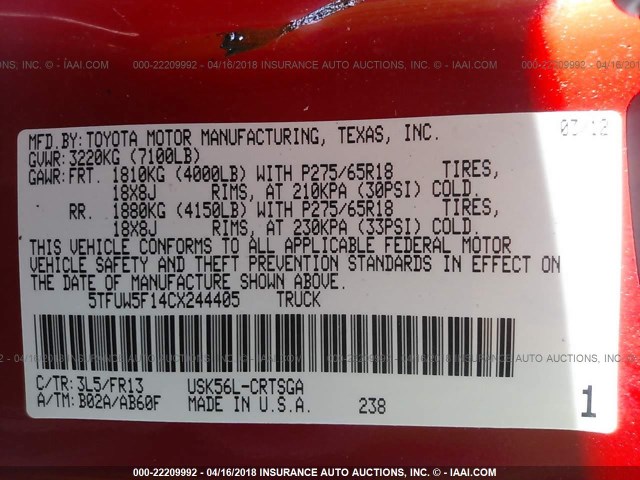 INC. - IAAI.COM 000-22209992 - 04/16/2018 INSURANCE AUTO AUCTIONS, INC. - IAAI.COM
MFD.BY: TOYOTA MOTOR MANUFACTURING, TEXAS, INC. 03/12
GVWR: 3220KG (7100LB)
GAWR: FRT. 1810KG (4000LB) WITH P275/65R18 TIRES,
18X8J RIMS, AT 210KPA (30PSI) COLD.
RR. 1880KG (4150LB) WITH P275/65R18 TIRES,
18X8J RIMS, AT 230KPA (33PSI) COLD.
THIS VEHICLE CONFORMS TO ALL APPLICABLE FEDERAL MOTOR
VEHICLE SAFETY AND THEFT PREVENTION STANDARDS IN EFFECT ON
THE DATE OF MANUFACTURE SHOWN ABOVE.
5TFUW5F14CX244405 TRUCK
C/TR: 3L5/FR13 USK56L-CRTSGA
A/TM: B02A/AB60F MADE IN U.S.A. 238 1
000-22209992 - 04/16/2018 INSURANCE AUTO AUCTIONS, INC. - IAAI.COM